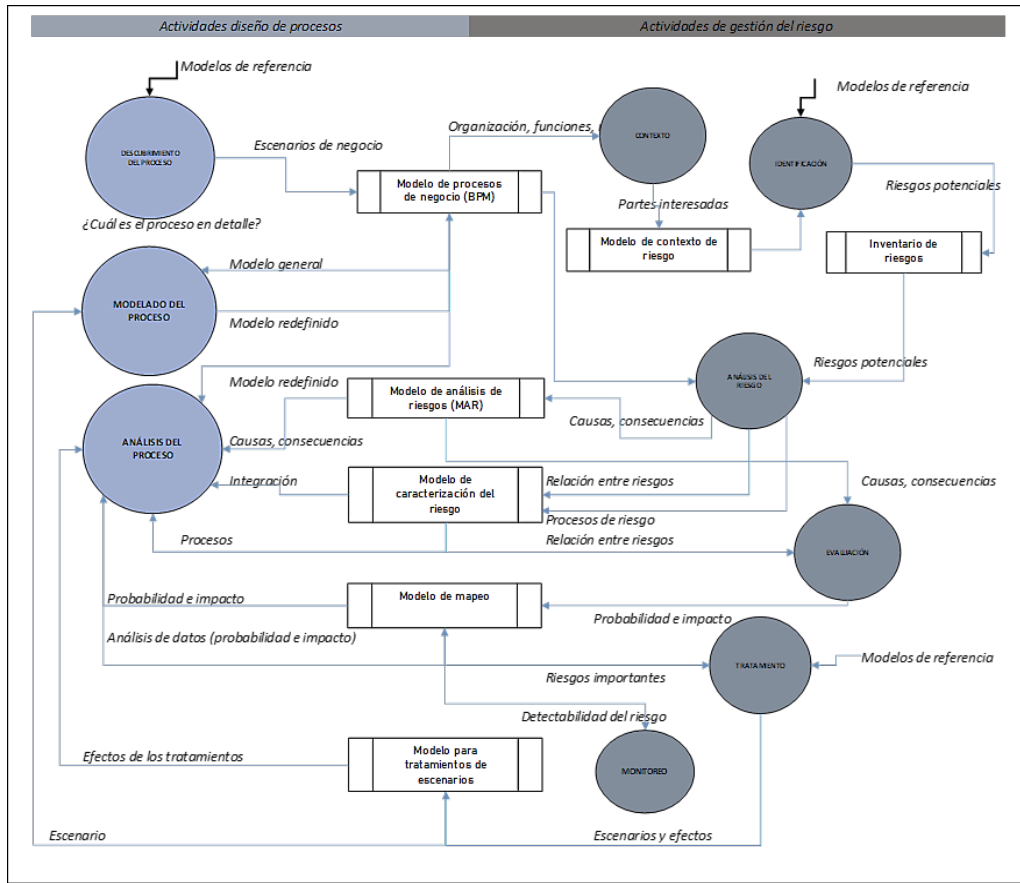 Actividades diseño de procesos
Actividades de gestión del riesgo
Modelos de referencia
Modelos de referencia
DESCUBRIMIENTO
DEL PROCESO
Escenarios de negocio
Organización, funciones,
CONTEXTO
IDENTIFICACIÓN
Modelo de procesos
de negocio (BPM)
Riesgos potenciales
Partes interesadas
¿Cuál es el proceso en detalle?
Modelo de contexto de
riesgo
Inventario de
riesgos
Modelo general
MODELADO DEL
PROCESO
Modelo redefinido
Riesgos potenciales
Modelo redefinido
ANÁLISIS DEL
RIESGO
Modelo de análisis de
riesgos (MAR)
Causas, consecuencias
ANÁLISIS DEL
PROCESO
Causas, consecuencias
Integración
Modelo de
caracterización del
riesgo
Relación entre riesgos
Causas, consecuencias
Procesos de riesgo
Procesos
Relación entre riesgos
EVALUACIÓN
Probabilidad e impacto
Modelo de mapeo
Probabilidad e impacto
Análisis de datos (probabilidad e impacto)
TRATAMIENTO
Modelos de referencia
Riesgos importantes
Detectabilidad del riesgo
Efectos de los tratamientos
Modelo para
tratamientos de
escenarios
MONITOREO
Escenario
Escenarios y efectos